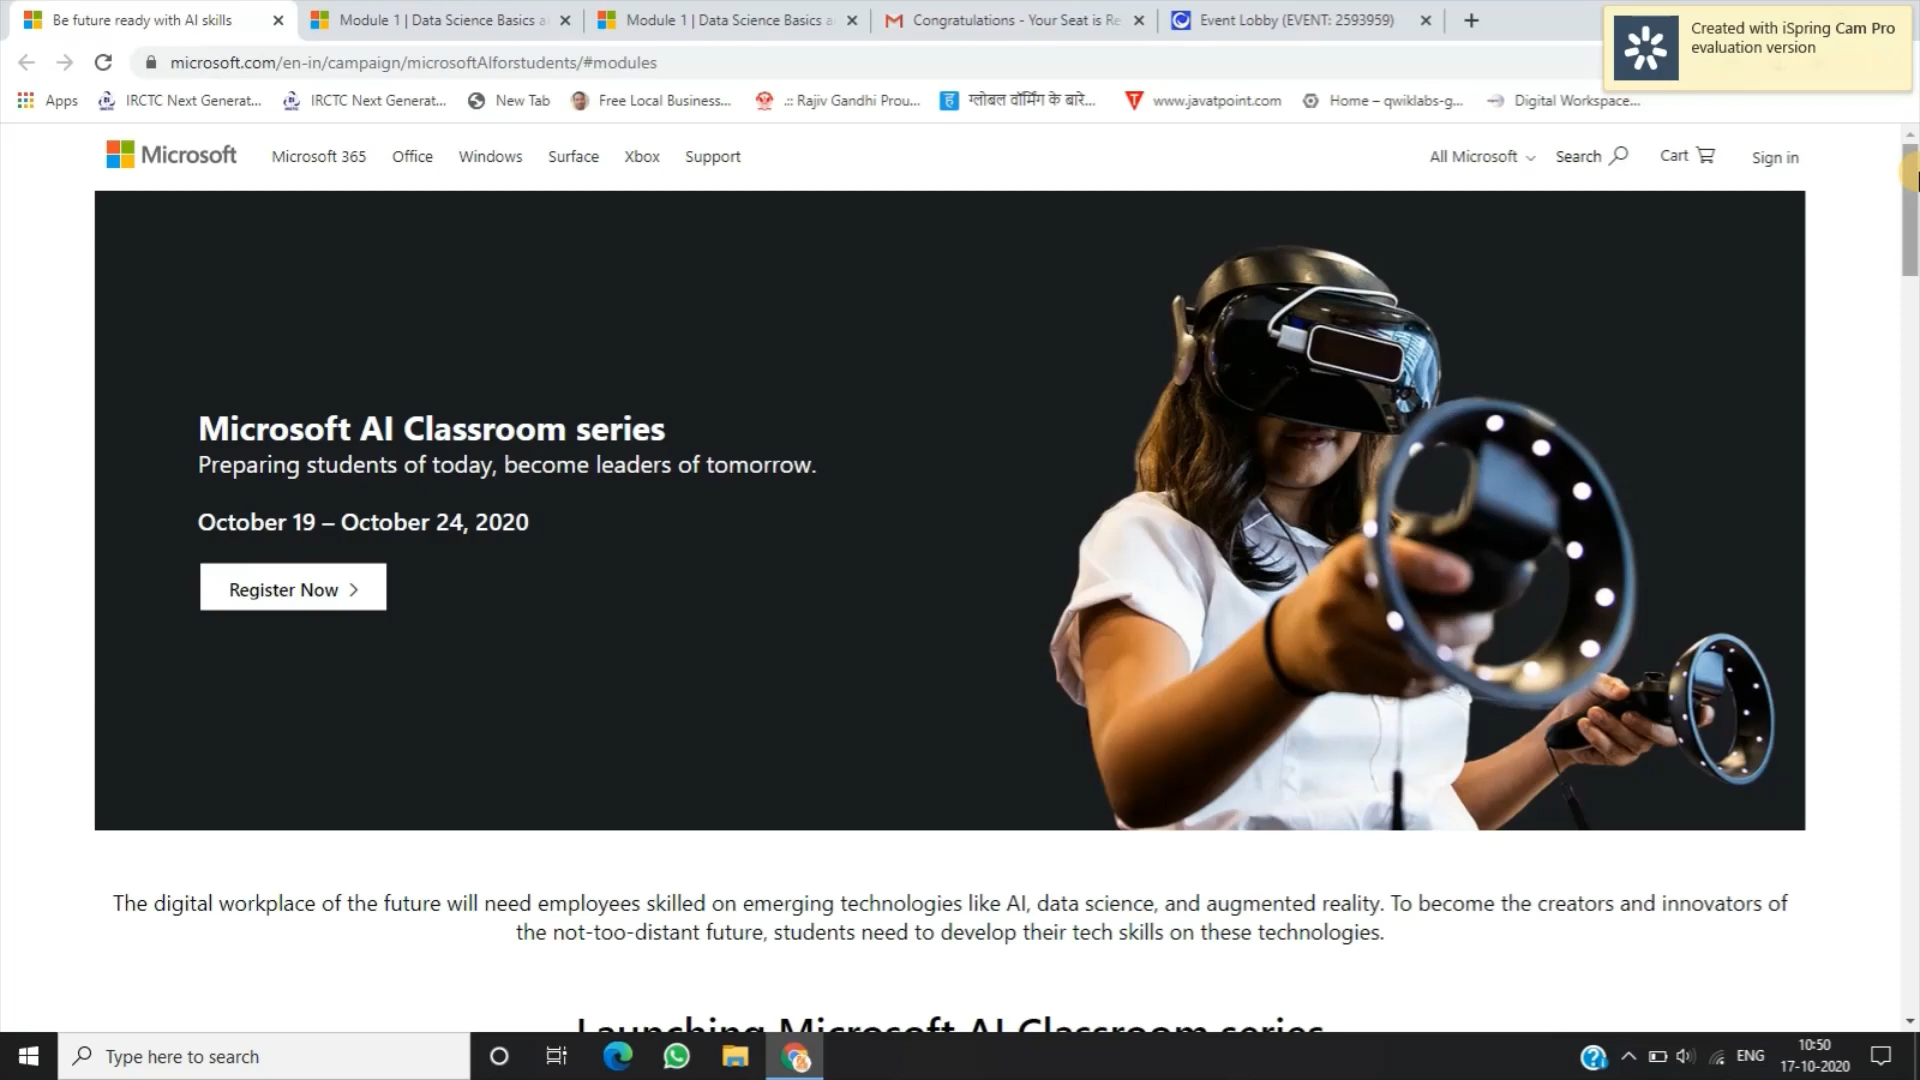 Be future ready with AI skills
Module 1 | Data Science Basics a
Module 1 | Data Science Basics a
Congratulations - Your Seat is Re
Event Lobby (EVENT: 2593959)
Created with iSpring Cam Pro
evaluation version
microsoft.com/en-in/campaign/microsoftAIforstudents/#modules
Apps
IRCTC Next Generat...
IRCTC Next Generat...
New Tab
Free Local Business...
.:: Rajiv Gandhi Prou...
ग्लोबल वॉर्मिंग के बारे...
www.javatpoint.com
Home – qwiklabs-g...
Digital Workspace...
Microsoft
Microsoft 365
Office
Windows
Surface
Xbox
Support
All Microsoft
Search
Cart
Sign in
Microsoft AI Classroom series
Preparing students of today, become leaders of tomorrow.
October 19 – October 24, 2020
Register Now
The digital workplace of the future will need employees skilled on emerging technologies like AI, data science, and augmented reality. To become the creators and innovators of
the not-too-distant future, students need to develop their tech skills on these technologies.
Launching Microsoft AI Classroom series
Type here to search
ENG
10:50
17-10-2020